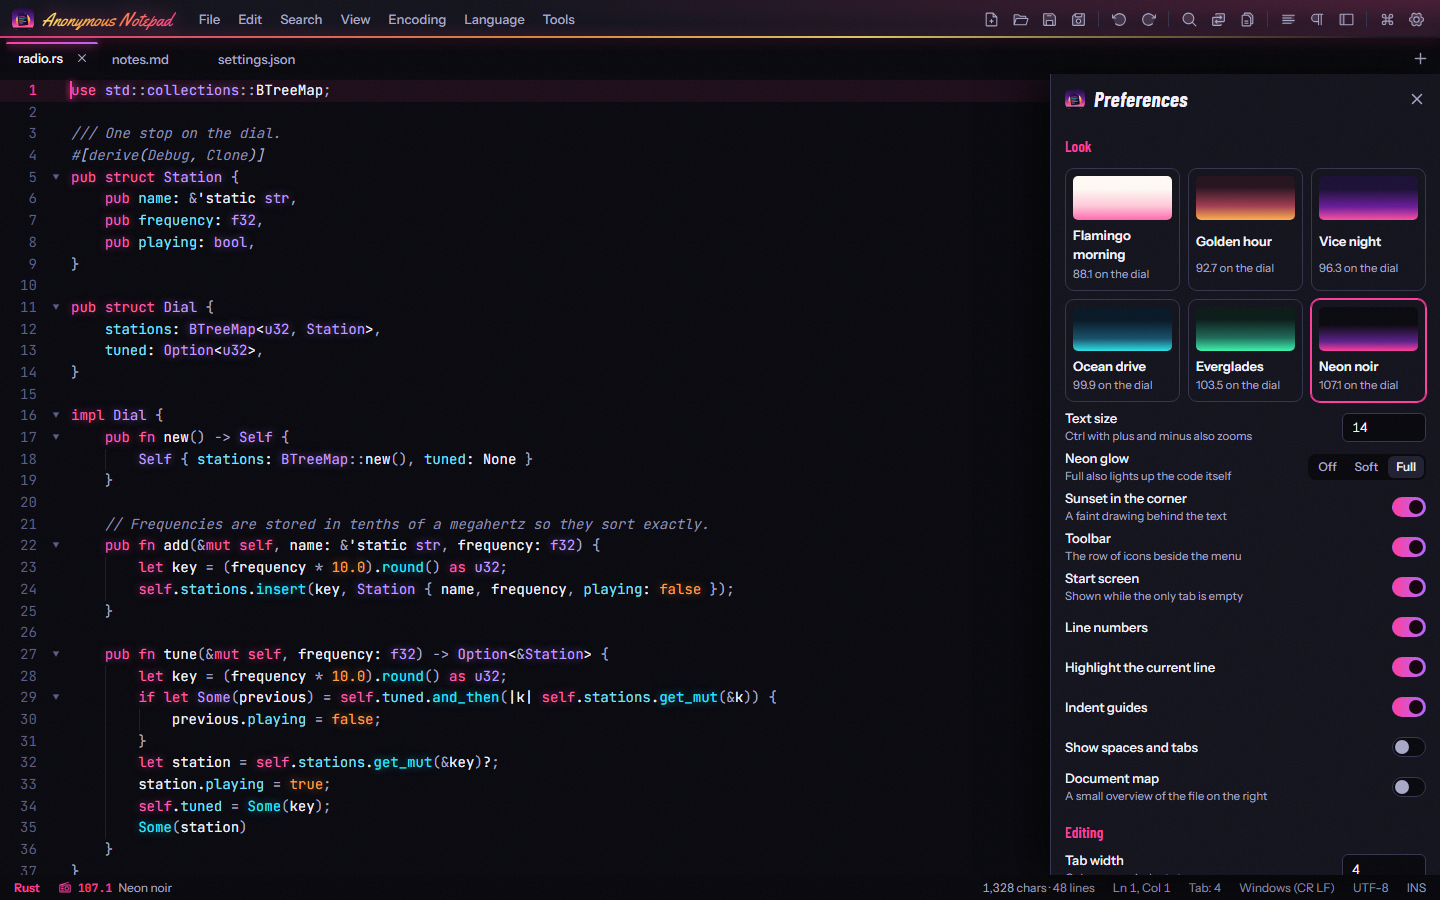 Anonymous Notepad File Edit Search View Encoding Language Tools
radio.rs notes.md settings.json
1 use std::collections::BTreeMap;
2
3 /// One stop on the dial.
4 #[derive(Debug, Clone)]
5 pub struct Station {
6 pub name: &'static str,
7 pub frequency: f32,
8 pub playing: bool,
9 }
10
11 pub struct Dial {
12 stations: BTreeMap<u32, Station>,
13 tuned: Option<u32>,
14 }
15
16 impl Dial {
17 pub fn new() -> Self {
18 Self { stations: BTreeMap::new(), tuned: None }
19 }
20
21 // Frequencies are stored in tenths of a megahertz so they sort exactly.
22 pub fn add(&mut self, name: &'static str, frequency: f32) {
23 let key = (frequency * 10.0).round() as u32;
24 self.stations.insert(key, Station { name, frequency, playing: false });
25 }
26
27 pub fn tune(&mut self, frequency: f32) -> Option<&Station> {
28 let key = (frequency * 10.0).round() as u32;
29 if let Some(previous) = self.tuned.and_then(|k| self.stations.get_mut(&k)) {
30 previous.playing = false;
31 }
32 let station = self.stations.get_mut(&key)?;
33 station.playing = true;
34 self.tuned = Some(key);
35 Some(station)
36 }
37 }
Preferences
Look
Flamingo morning
88.1 on the dial
Golden hour
92.7 on the dial
Vice night
96.3 on the dial
Ocean drive
99.9 on the dial
Everglades
103.5 on the dial
Neon noir
107.1 on the dial
Text size
Ctrl with plus and minus also zooms
14
Neon glow
Full also lights up the code itself
Off Soft Full
Sunset in the corner
A faint drawing behind the text
Toolbar
The row of icons beside the menu
Start screen
Shown while the only tab is empty
Line numbers
Highlight the current line
Indent guides
Show spaces and tabs
Document map
A small overview of the file on the right
Editing
Tab width
4
Rust 107.1 Neon noir 1,328 chars · 48 lines Ln 1, Col 1 Tab: 4 Windows (CR LF) UTF-8 INS